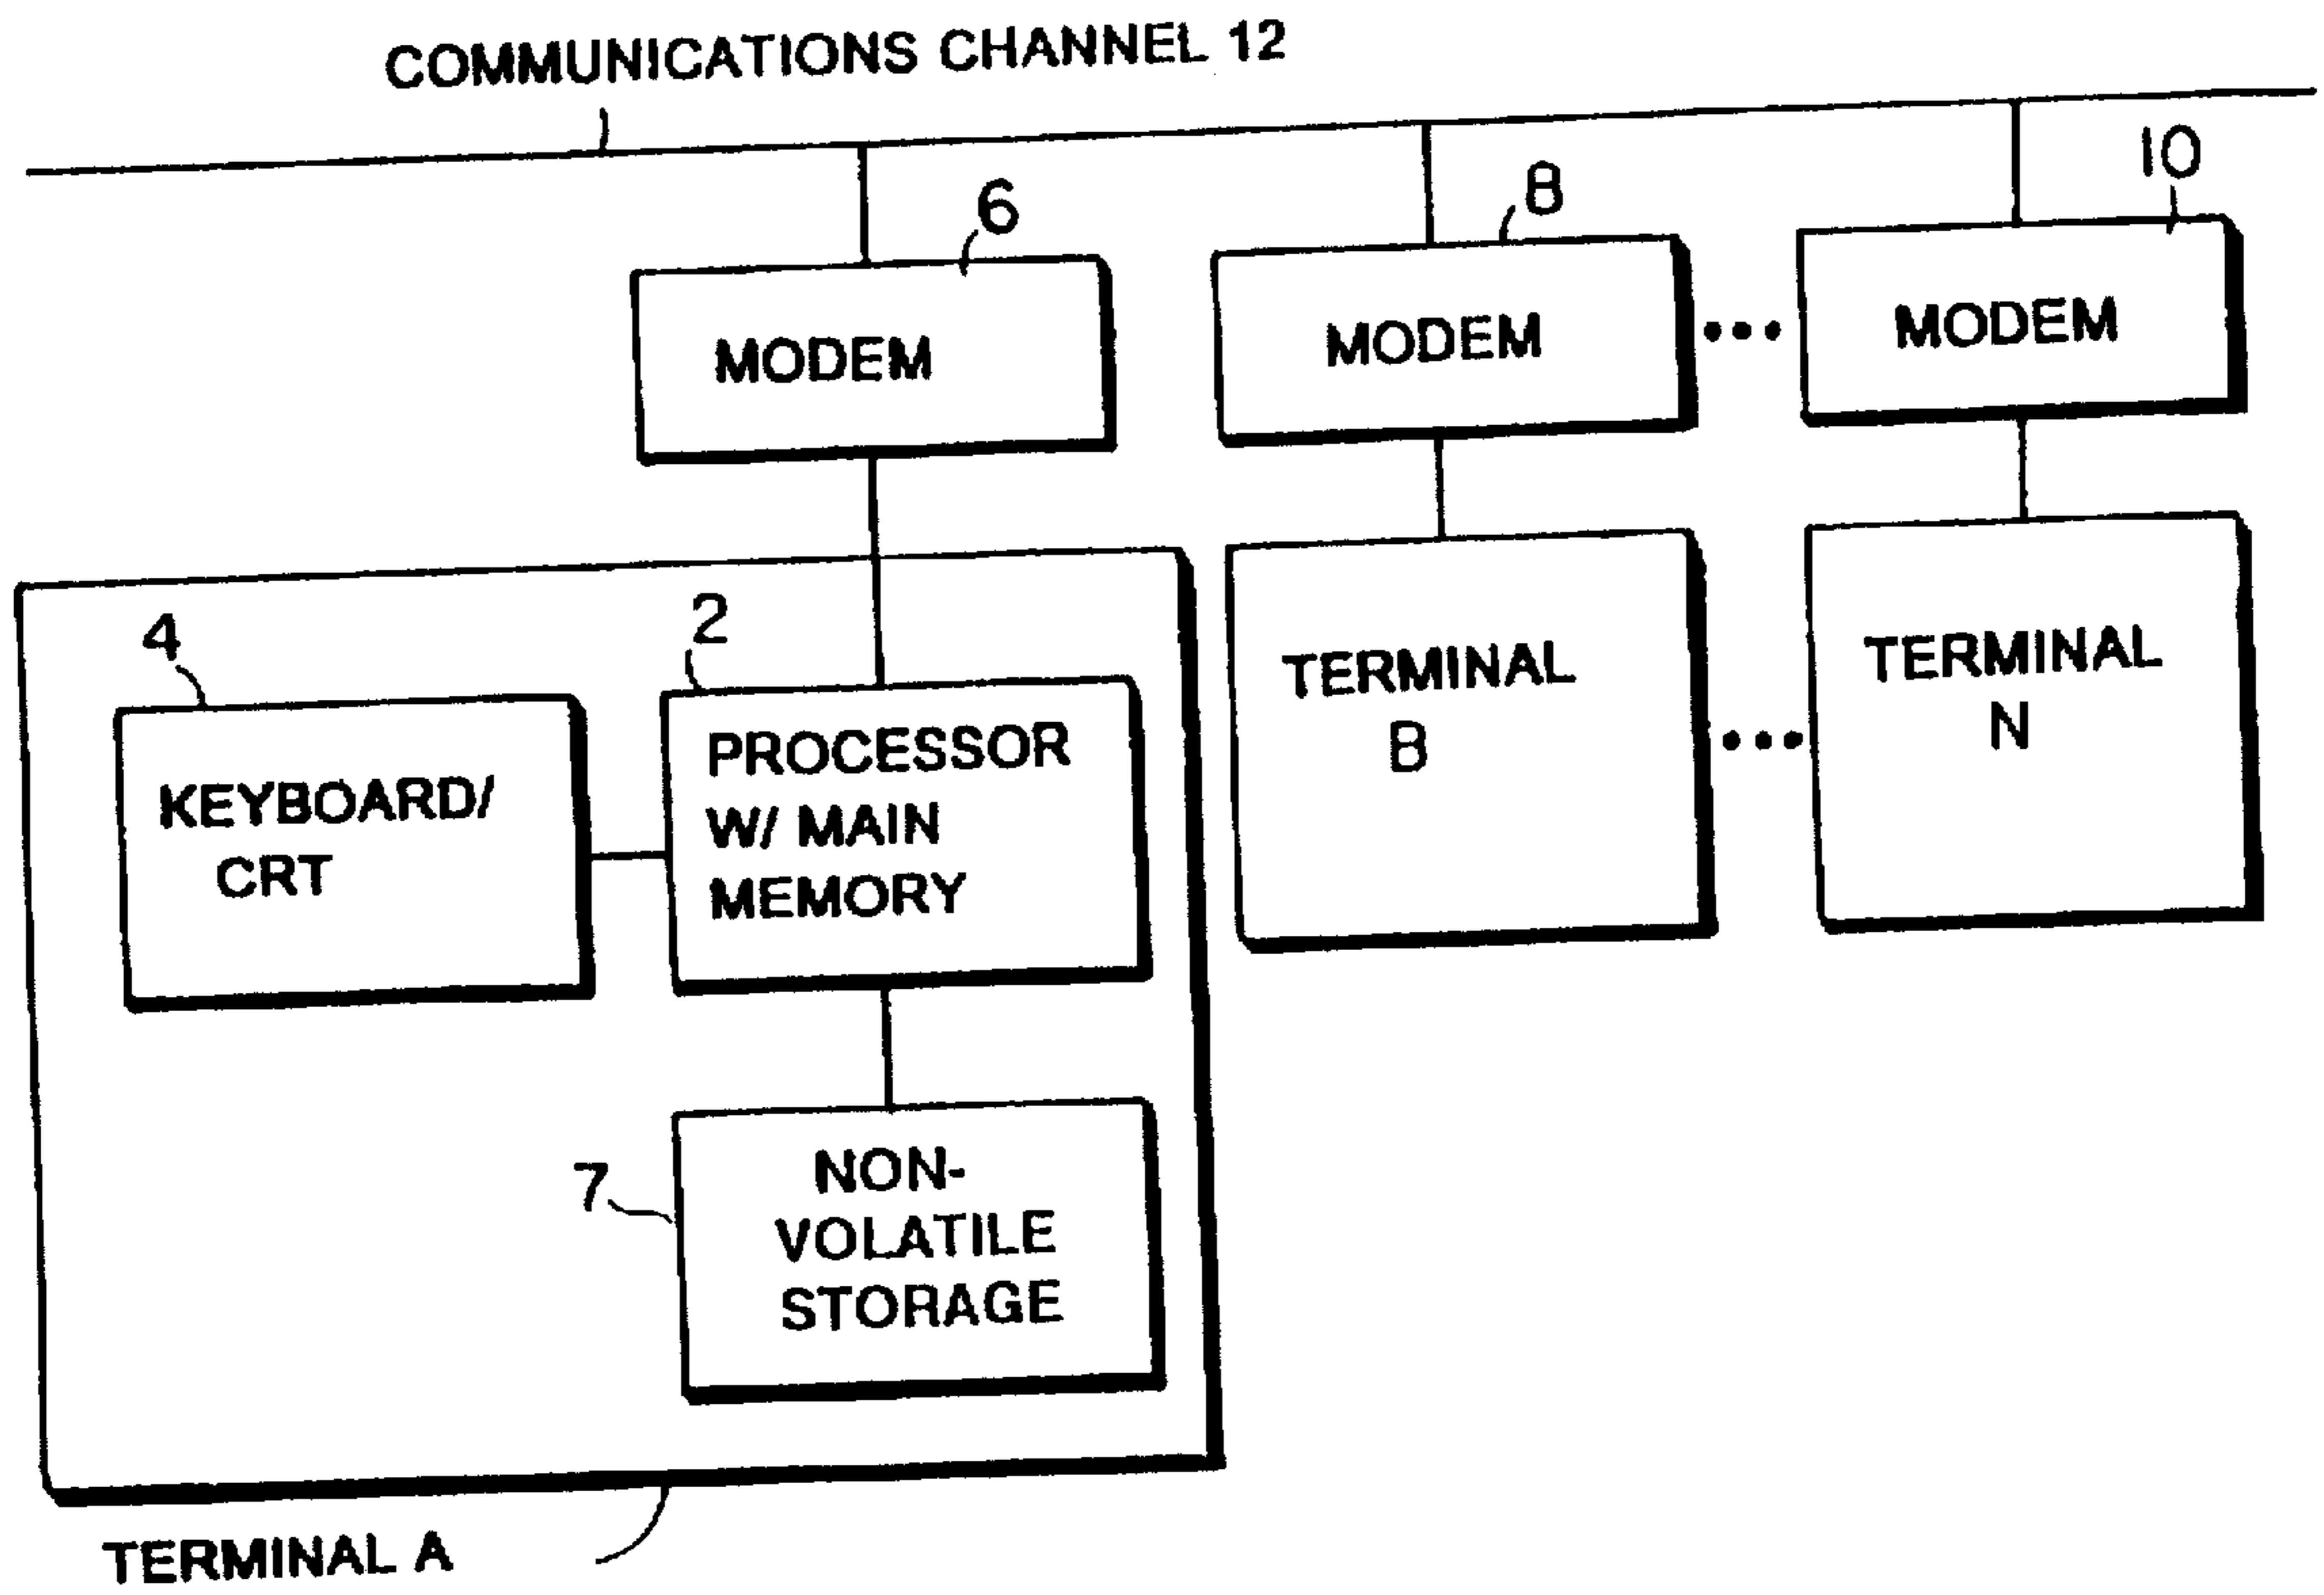 COMMUNICATIONS CHANNEL 12
6
8
10
MODEM
MODEM
MODEM
4
2
KEYBOARD/
CRT
PROCESSOR
W/ MAIN
MEMORY
TERMINAL
B
TERMINAL
N
7
NON-
VOLATILE
STORAGE
TERMINAL A